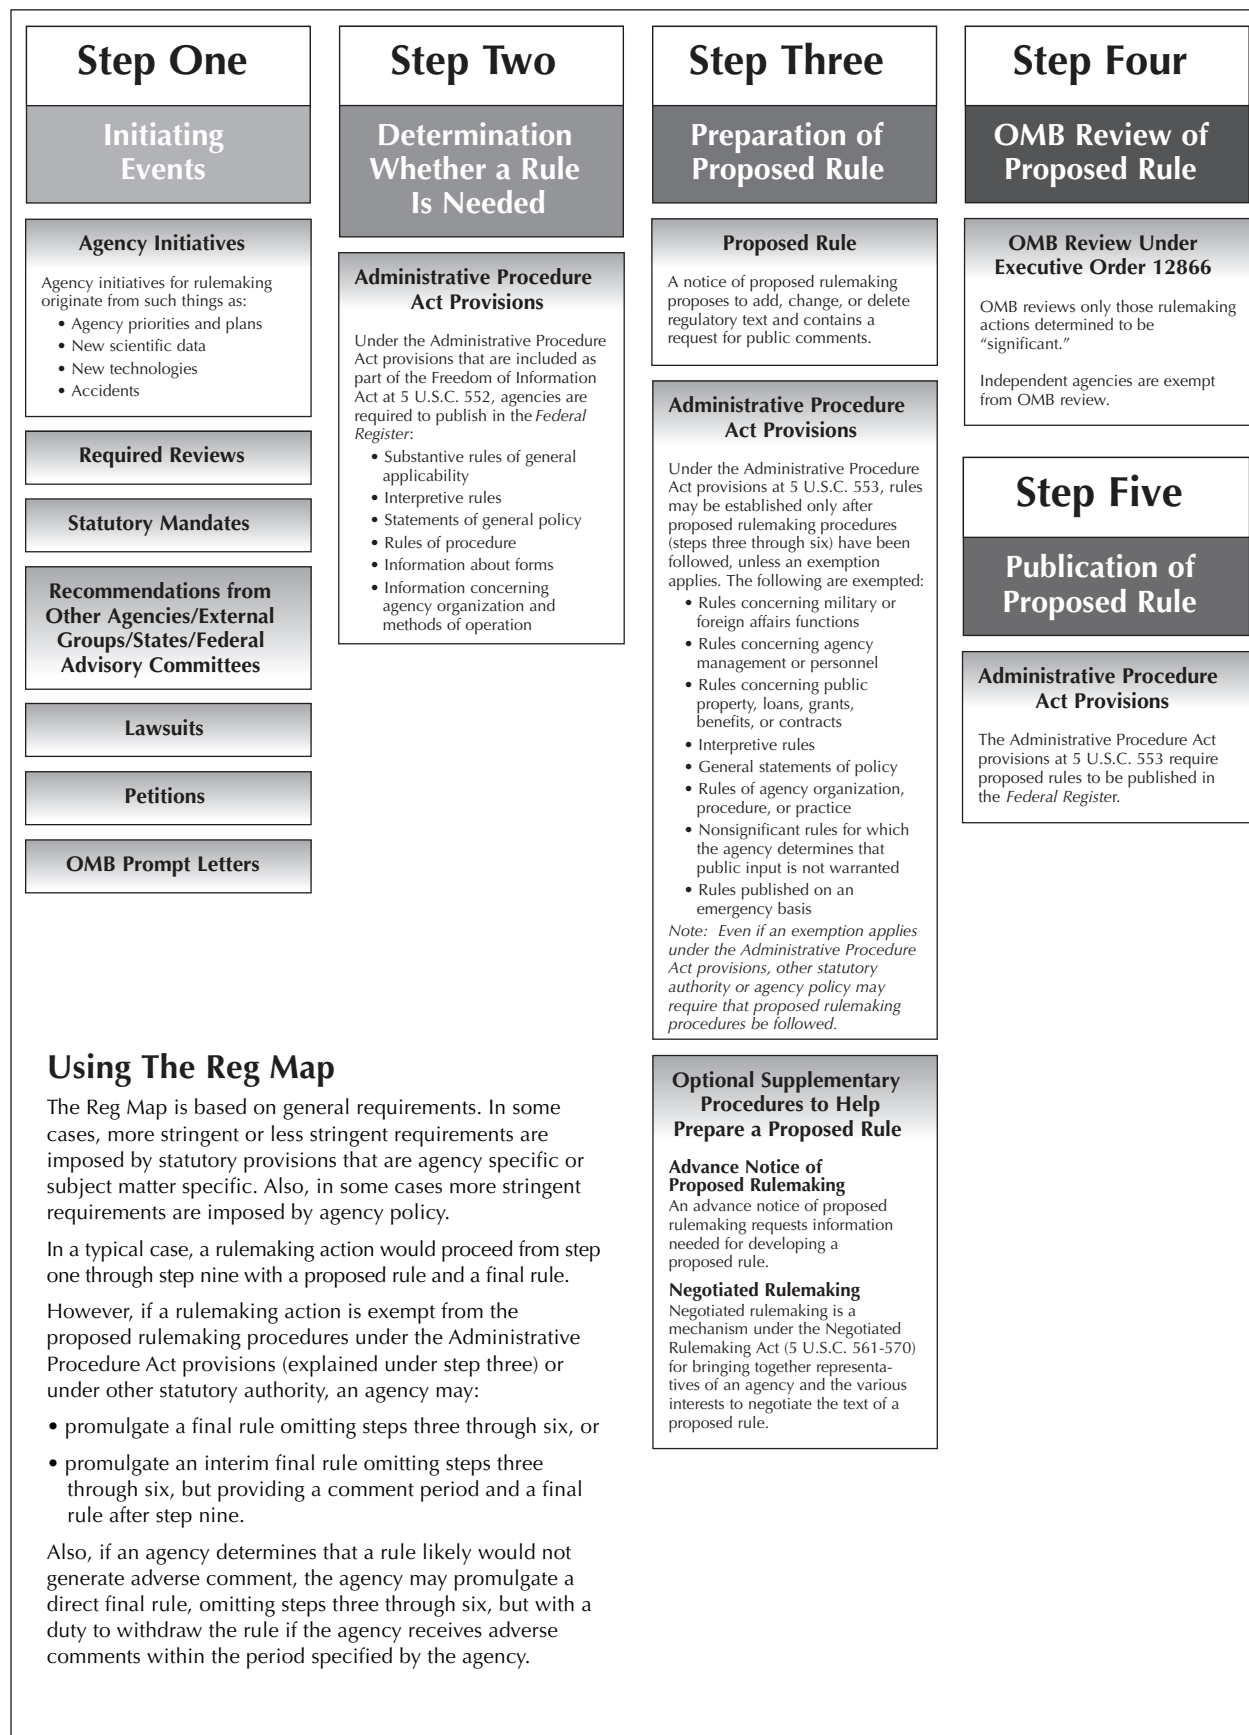 Step One
Initiating
Events
Agency Initiatives
Agency initiatives for rulemaking
originate from such things as:
• Agency priorities and plans
• New scientific data
• New technologies
• Accidents
Required Reviews
Statutory Mandates
Recommendations from
Other Agencies/External
Groups/States/Federal
Advisory Committees
Lawsuits
Petitions
OMB Prompt Letters
Step Two
Determination
Whether a Rule
Is Needed
Administrative Procedure
Act Provisions
Under the Administrative Procedure
Act provisions that are included as
part of the Freedom of Information
Act at 5 U.S.C. 552, agencies are
required to publish in the Federal
Register:
• Substantive rules of general
applicability
• Interpretive rules
• Statements of general policy
• Rules of procedure
• Information about forms
• Information concerning
agency organization and
methods of operation
Step Three
Preparation of
Proposed Rule
Proposed Rule
A notice of proposed rulemaking
proposes to add, change, or delete
regulatory text and contains a
request for public comments.
Administrative Procedure
Act Provisions
Under the Administrative Procedure
Act provisions at 5 U.S.C. 553, rules
may be established only after
proposed rulemaking procedures
(steps three through six) have been
followed, unless an exemption
applies. The following are exempted:
• Rules concerning military or
foreign affairs functions
• Rules concerning agency
management or personnel
• Rules concerning public
property, loans, grants,
benefits, or contracts
• Interpretive rules
• General statements of policy
• Rules of agency organization,
procedure, or practice
• Nonsignificant rules for which
the agency determines that
public input is not warranted
• Rules published on an
emergency basis
Note: Even if an exemption applies
under the Administrative Procedure
Act provisions, other statutory
authority or agency policy may
require that proposed rulemaking
procedures be followed.
Optional Supplementary
Procedures to Help
Prepare a Proposed Rule
Advance Notice of
Proposed Rulemaking
An advance notice of proposed
rulemaking requests information
needed for developing a
proposed rule.
Negotiated Rulemaking
Negotiated rulemaking is a
mechanism under the Negotiated
Rulemaking Act (5 U.S.C. 561-570)
for bringing together representa-
tives of an agency and the various
interests to negotiate the text of a
proposed rule.
Step Four
OMB Review of
Proposed Rule
OMB Review Under
Executive Order 12866
OMB reviews only those rulemaking
actions determined to be
“significant.”
Independent agencies are exempt
from OMB review.
Step Five
Publication of
Proposed Rule
Administrative Procedure
Act Provisions
The Administrative Procedure Act
provisions at 5 U.S.C. 553 require
proposed rules to be published in
the Federal Register.
Using The Reg Map
The Reg Map is based on general requirements. In some
cases, more stringent or less stringent requirements are
imposed by statutory provisions that are agency specific or
subject matter specific. Also, in some cases more stringent
requirements are imposed by agency policy.
In a typical case, a rulemaking action would proceed from step
one through step nine with a proposed rule and a final rule.
However, if a rulemaking action is exempt from the
proposed rulemaking procedures under the Administrative
Procedure Act provisions (explained under step three) or
under other statutory authority, an agency may:
• promulgate a final rule omitting steps three through six, or
• promulgate an interim final rule omitting steps three
through six, but providing a comment period and a final
rule after step nine.
Also, if an agency determines that a rule likely would not
generate adverse comment, the agency may promulgate a
direct final rule, omitting steps three through six, but with a
duty to withdraw the rule if the agency receives adverse
comments within the period specified by the agency.